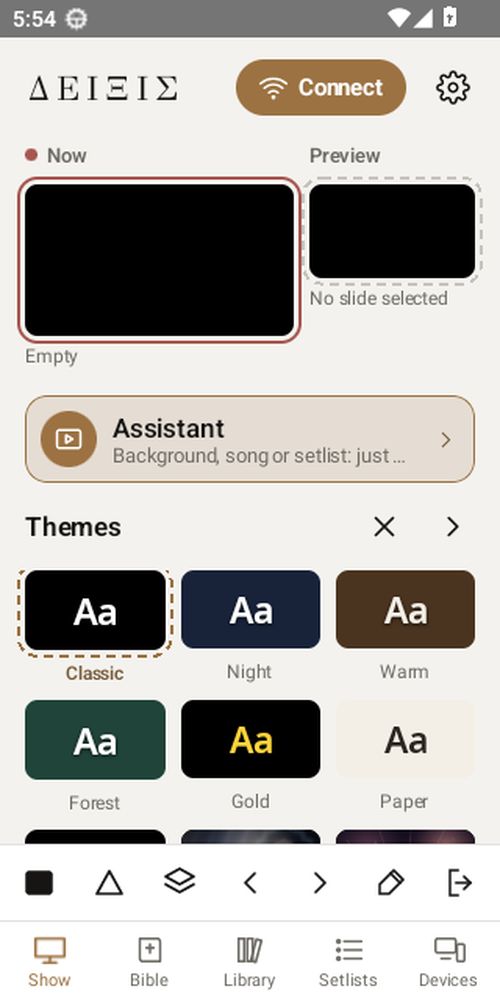 5:54
ΔΕΙΞΙΣ
Connect
Now
Preview
No slide selected
Empty
Assistant
Background, song or setlist: just ...
Themes
Aa
Aa
Aa
Classic
Night
Warm
Aa
Aa
Aa
Forest
Gold
Paper
Show
Bible
Library
Setlists
Devices